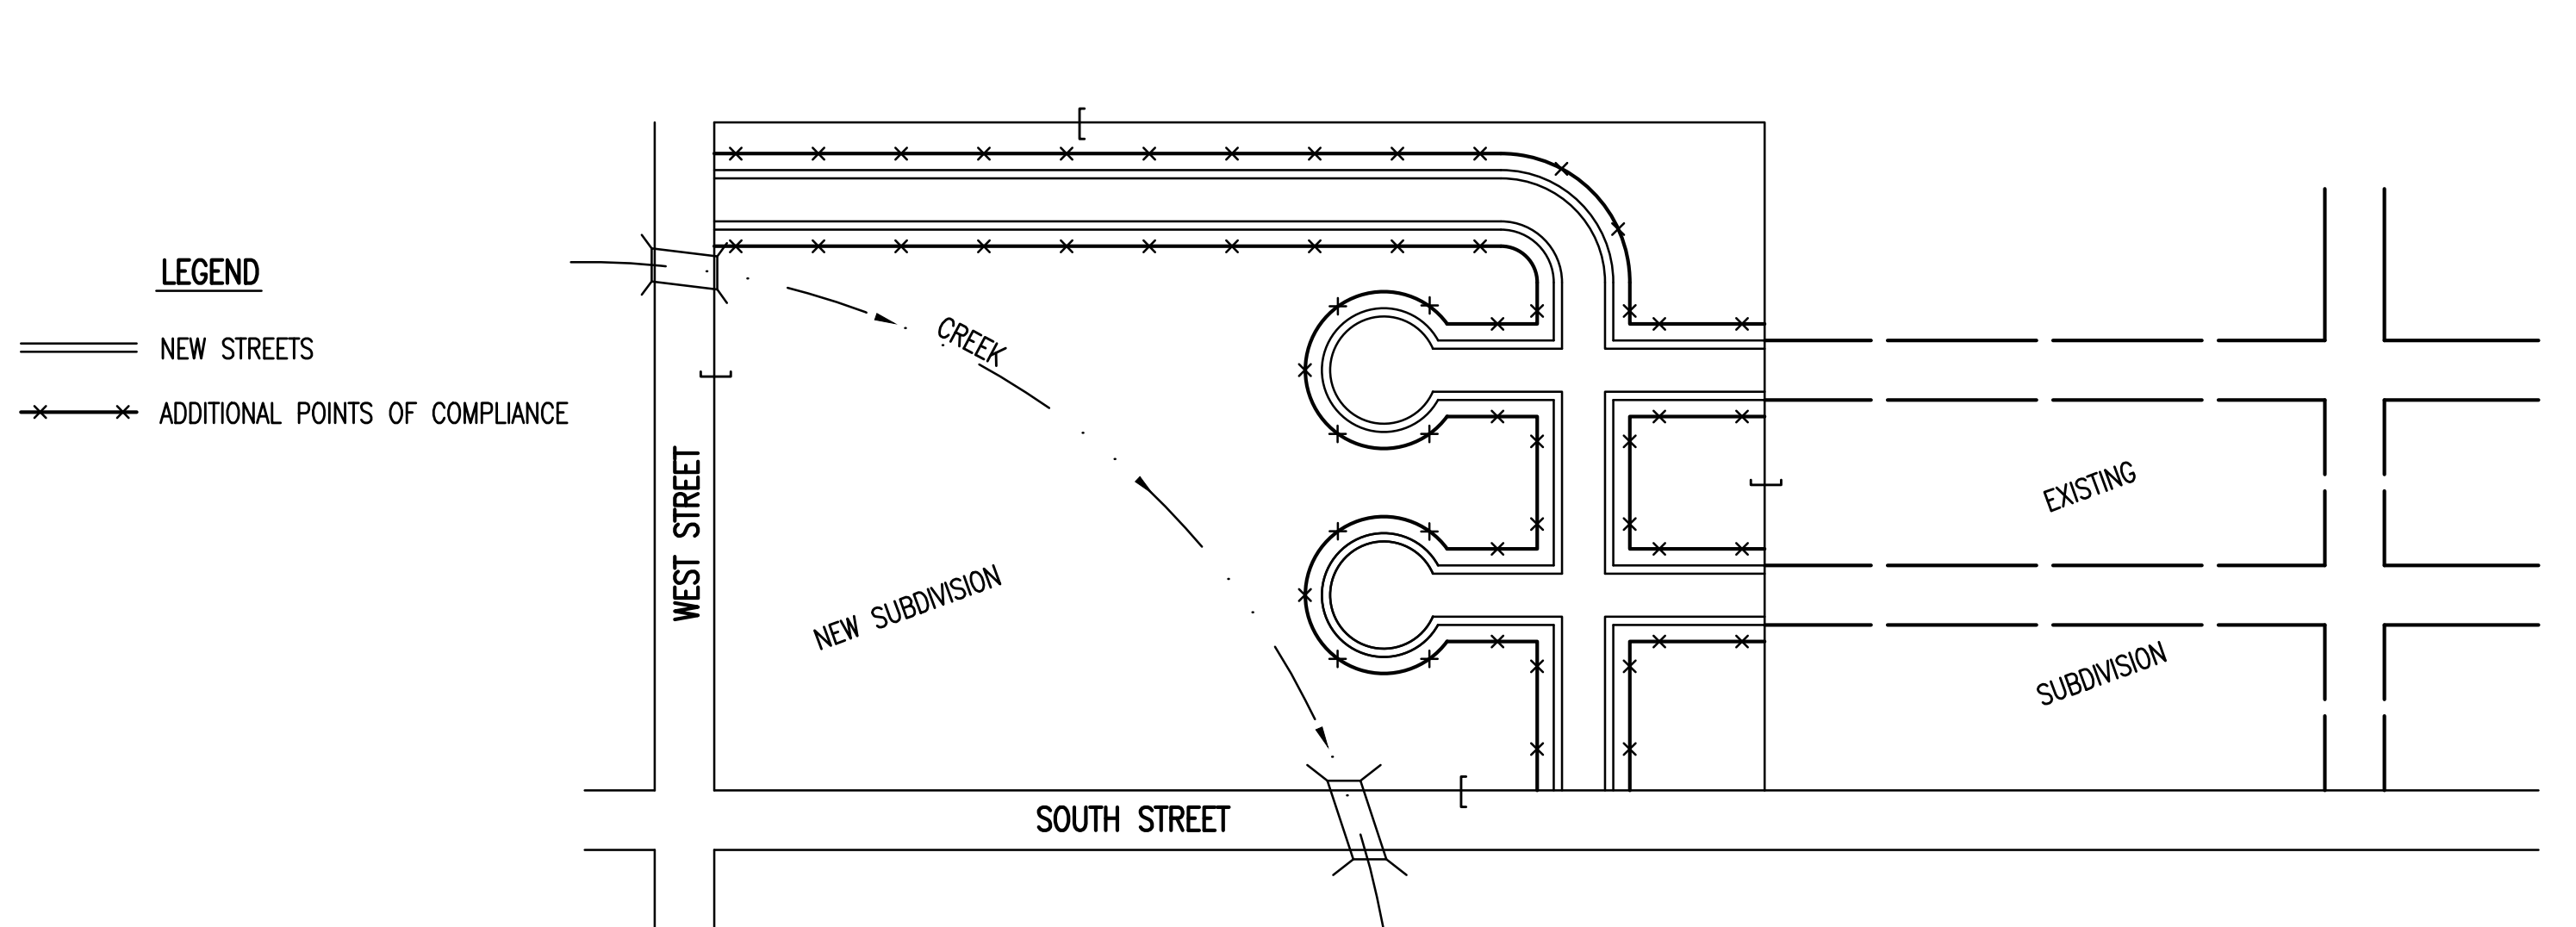 LEGEND
NEW STREETS
ADDITIONAL POINTS OF COMPLIANCE
WEST STREET
CREEK
NEW SUBDIVISION
SOUTH STREET
EXISTING
SUBDIVISION